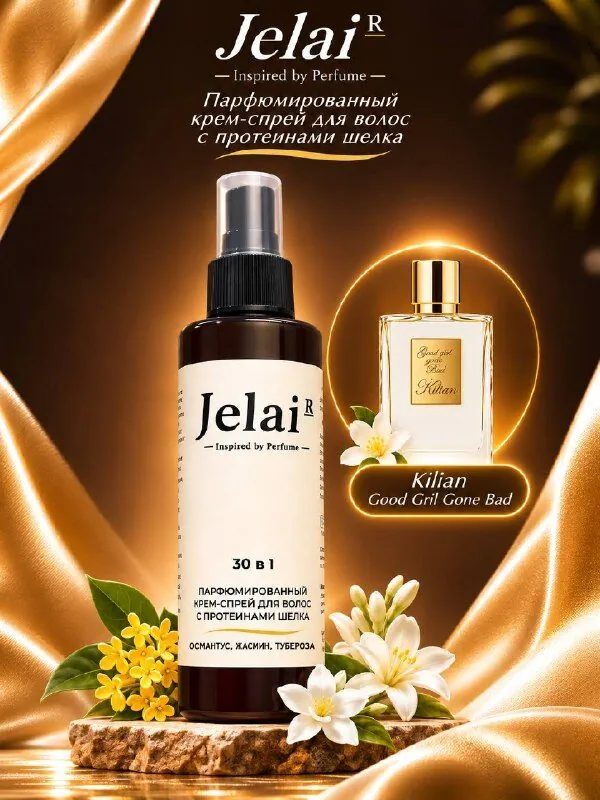 Jelai R
— Inspired by Perfume —
Парфюмированный
крем-спрей для волос
с протеинами шелка
Jelai R
— Inspired by Perfume —
30 в 1
ПАРФЮМИРОВАННЫЙ
КРЕМ-СПРЕЙ ДЛЯ ВОЛОС
С ПРОТЕИНАМИ ШЕЛКА
ОСМАНТУС, ЖАСМИН, ТУБЕРОЗА
Good girl
gone
Bad
Kilian
Kilian
Good Gril Gone Bad